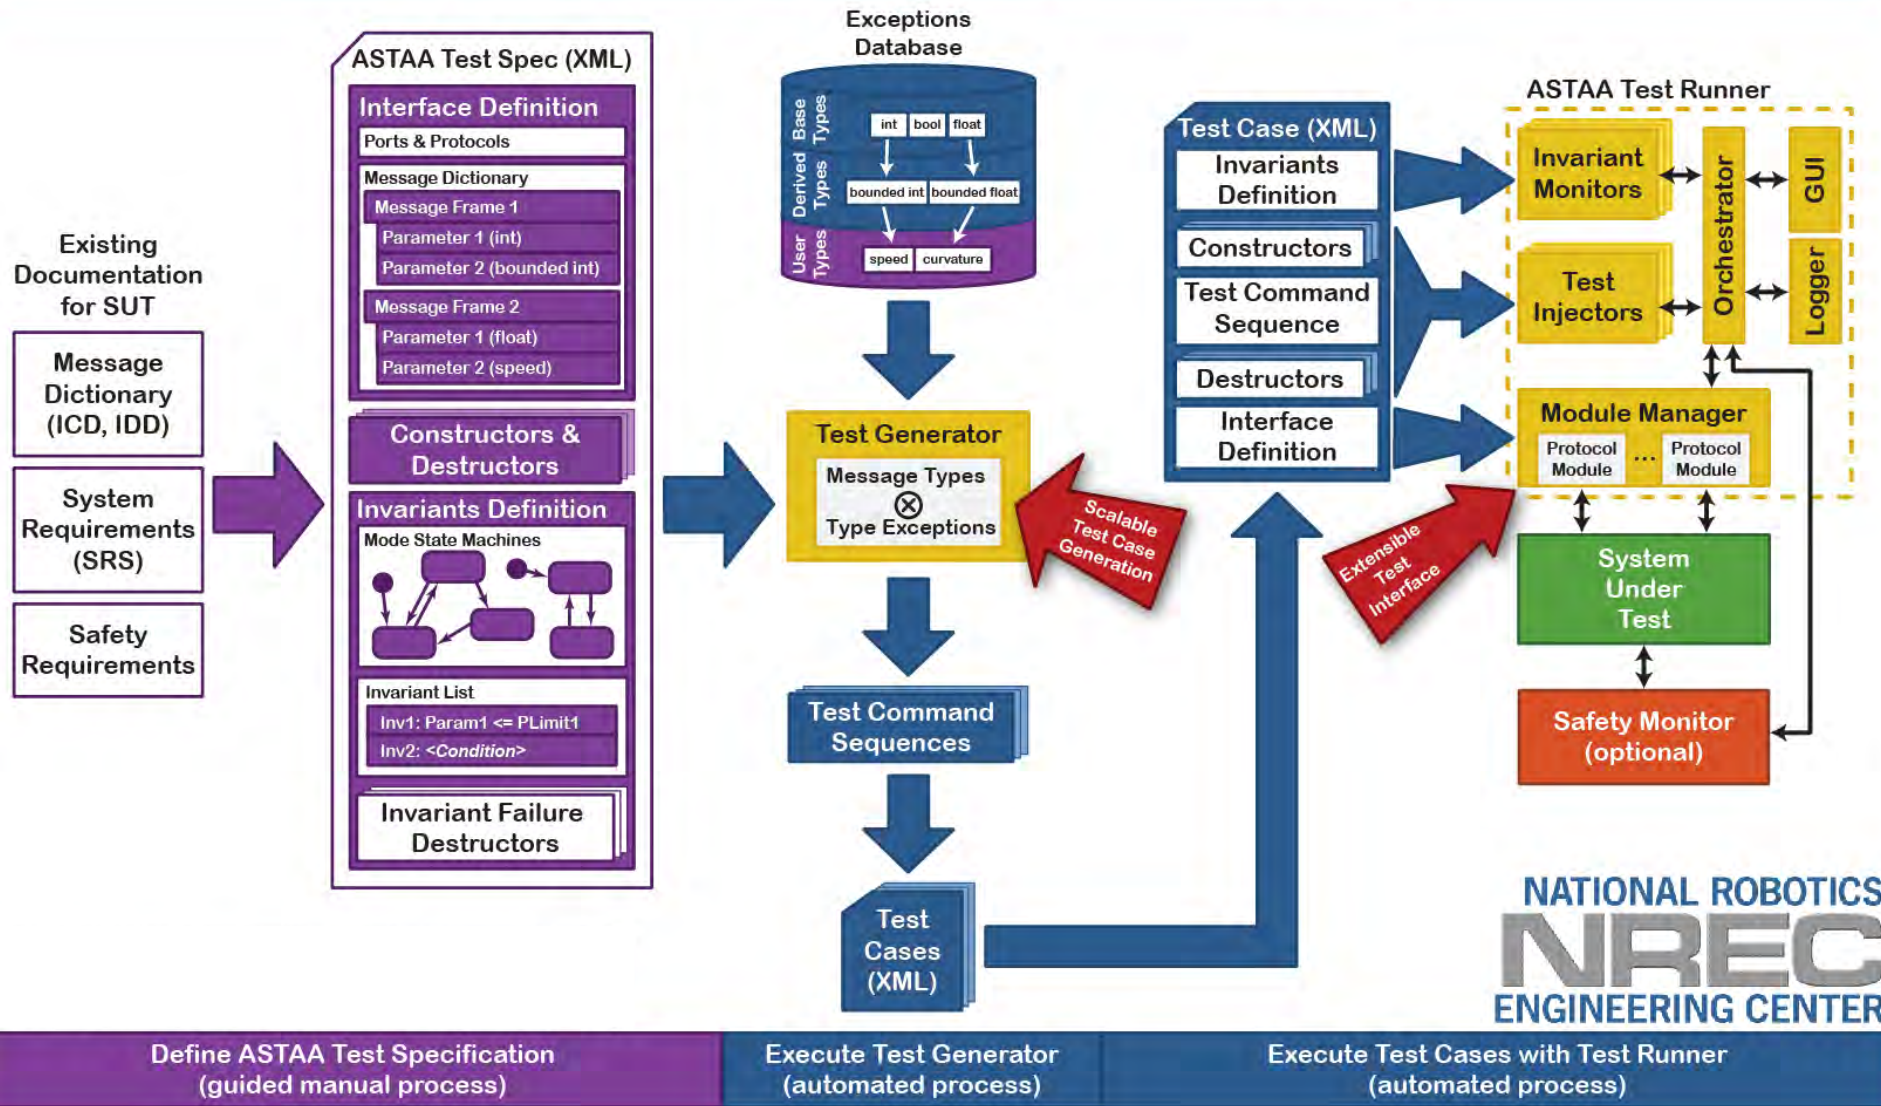 Existing
Documentation
for SUT
Message
Dictionary
(ICD, IDD)
System
Requirements
(SRS)
Safety
Requirements
ASTAA Test Spec (XML)
Interface Definition
Ports & Protocols
Message Dictionary
Message Frame 1
Parameter 1 (int)
Parameter 2 (bounded int)
Message Frame 2
Parameter 1 (float)
Parameter 2 (speed)
Constructors &
Destructors
Invariants Definition
Mode State Machines
Invariant List
Inv1: Param1 <= PLimit1
Inv2: <Condition>
Invariant Failure
Destructors
Exceptions
Database
Base
Types
int
bool
float
Derived
Types
bounded int
bounded float
User
Types
speed
curvature
Test Generator
Message Types
⊗
Type Exceptions
Scalable
Test Case
Generation
Test Command
Sequences
Test
Cases
(XML)
Test Case (XML)
Invariants
Definition
Constructors
Test Command
Sequence
Destructors
Interface
Definition
Extensible
Test
Interface
ASTAA Test Runner
Invariant
Monitors
Test
Injectors
Orchestrator
GUI
Logger
Module Manager
Protocol
Module
...
Protocol
Module
System
Under
Test
Safety Monitor
(optional)
NATIONAL ROBOTICS
NREC
ENGINEERING CENTER
Define ASTAA Test Specification
(guided manual process)
Execute Test Generator
(automated process)
Execute Test Cases with Test Runner
(automated process)